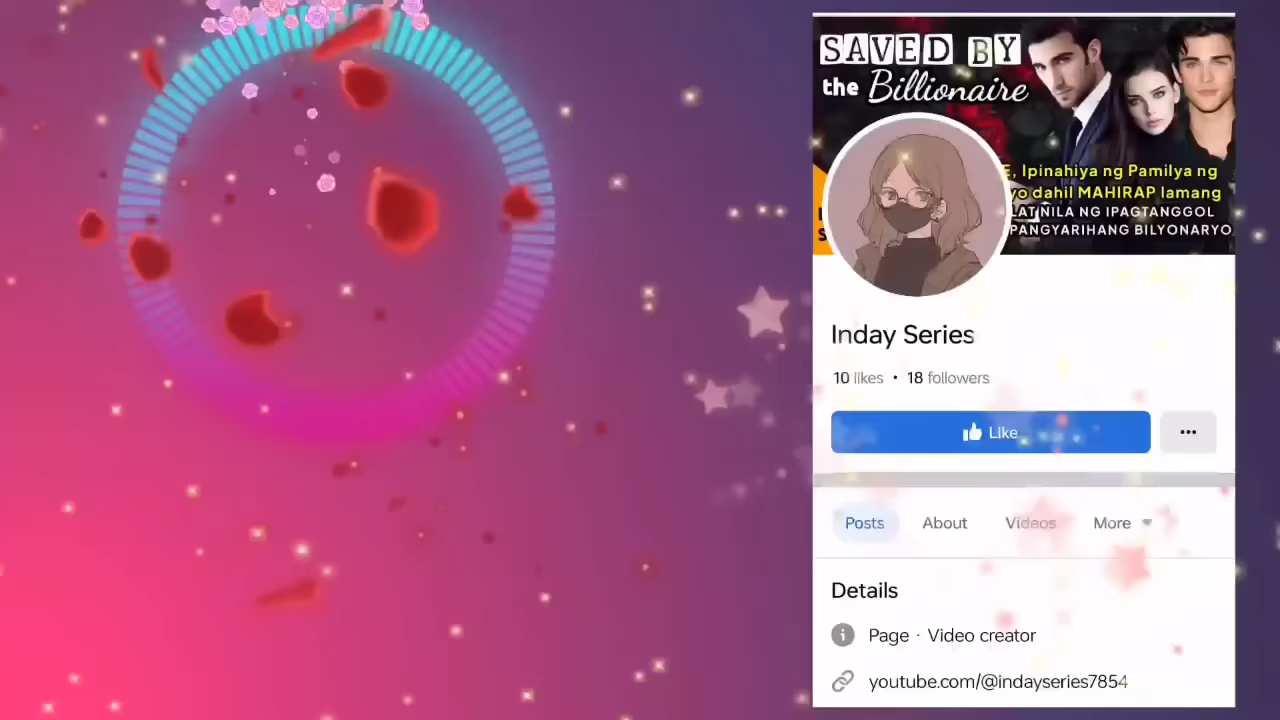 SAVED BY
the Billionaire
Ipinahiya ng Pamilya ng
dahil MAHIRAP lamang
NILA NG IPAGTANGGOL
PANGYARIHANG BILYONARYO
Inday Series
10 likes • 18 followers
Like
Posts About Videos More
Details
Page · Video creator
youtube.com/@indayseries7854